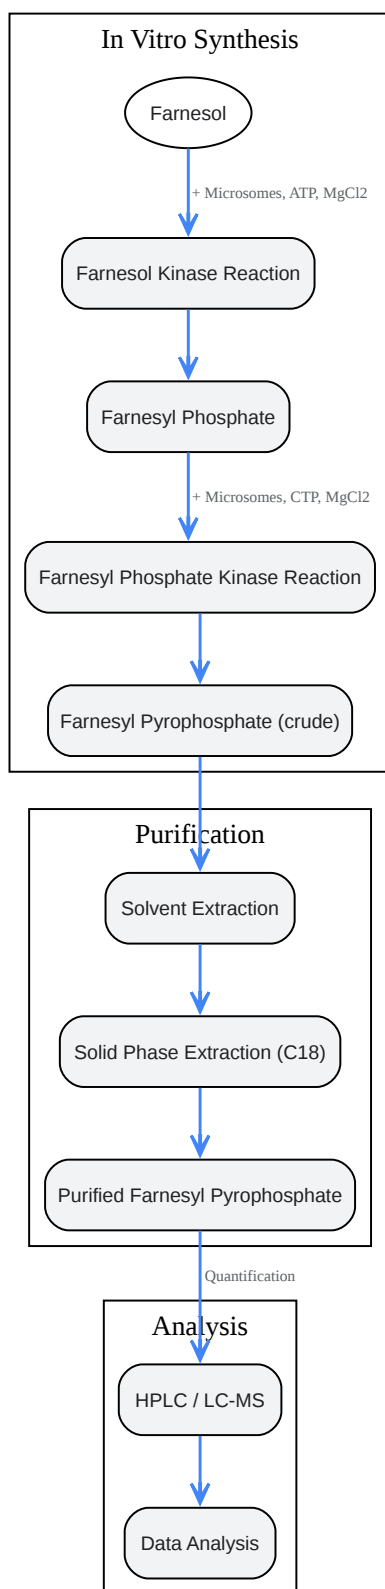 In Vitro Synthesis
Farnesol
+ Microsomes, ATP, MgCl2
Farnesol Kinase Reaction
Farnesyl Phosphate
+ Microsomes, CTP, MgCl2
Farnesyl Phosphate Kinase Reaction
Farnesyl Pyrophosphate (crude)
Purification
Solvent Extraction
Solid Phase Extraction (C18)
Purified Farnesyl Pyrophosphate
Quantification
Analysis
HPLC / LC-MS
Data Analysis